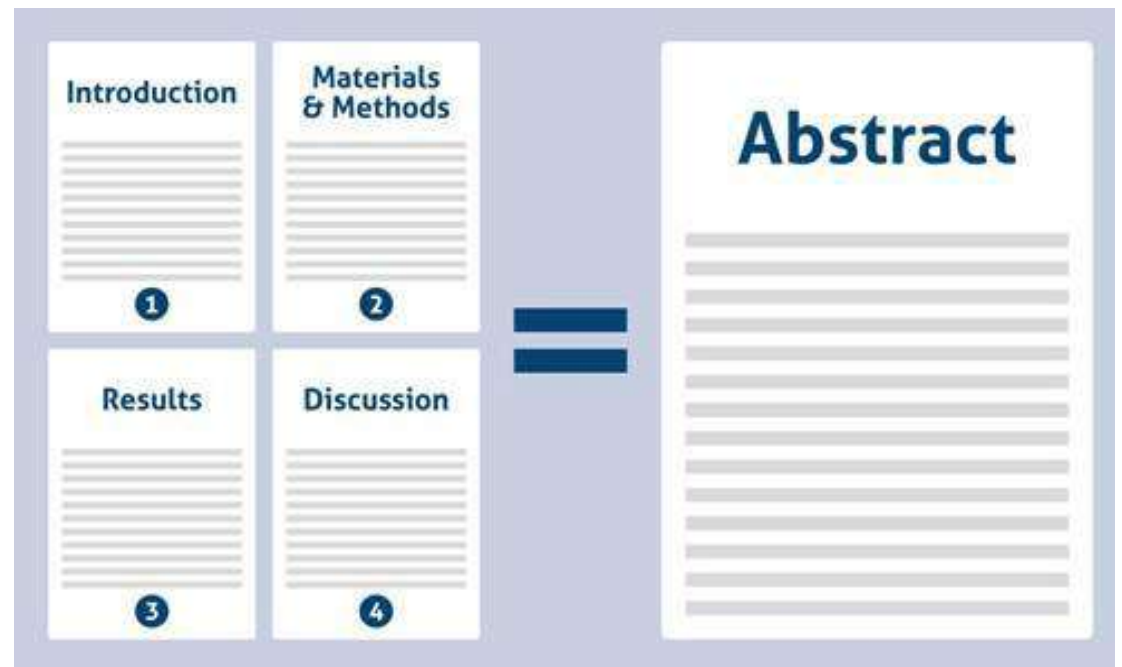 Introduction
1
Materials
& Methods
2
Results
3
Discussion
4
=
Abstract